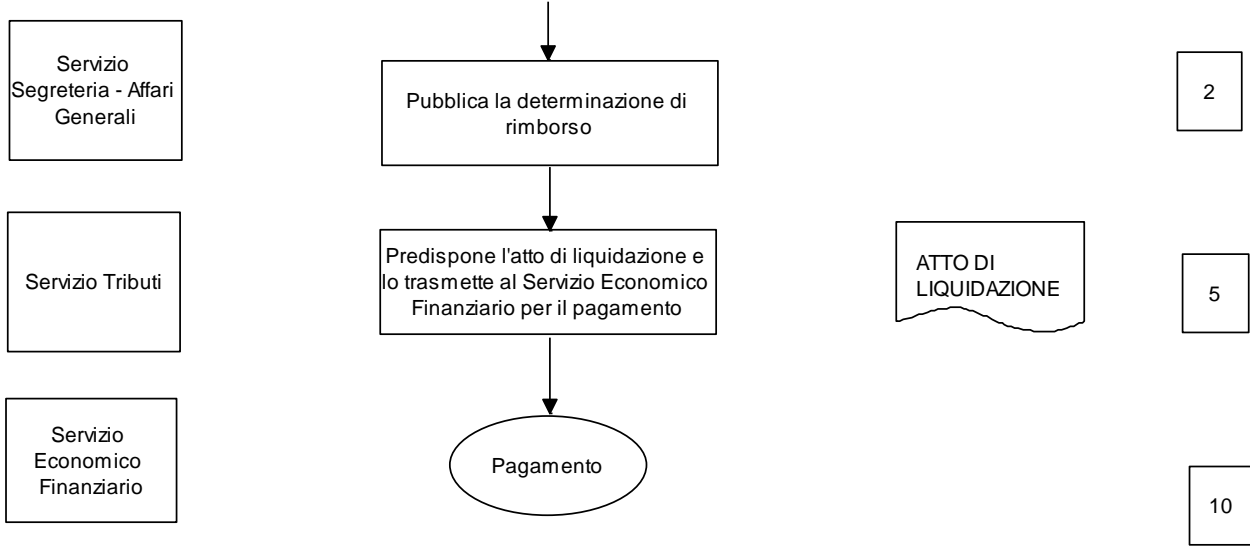 Servizio
Segreteria - Affari
Generali
Pubblica la determinazione di
rimborso
2
Servizio Tributi
Predispone l'atto di liquidazione e
lo trasmette al Servizio Economico
Finanziario per il pagamento
ATTO DI
LIQUIDAZIONE
5
Servizio
Economico
Finanziario
Pagamento
10